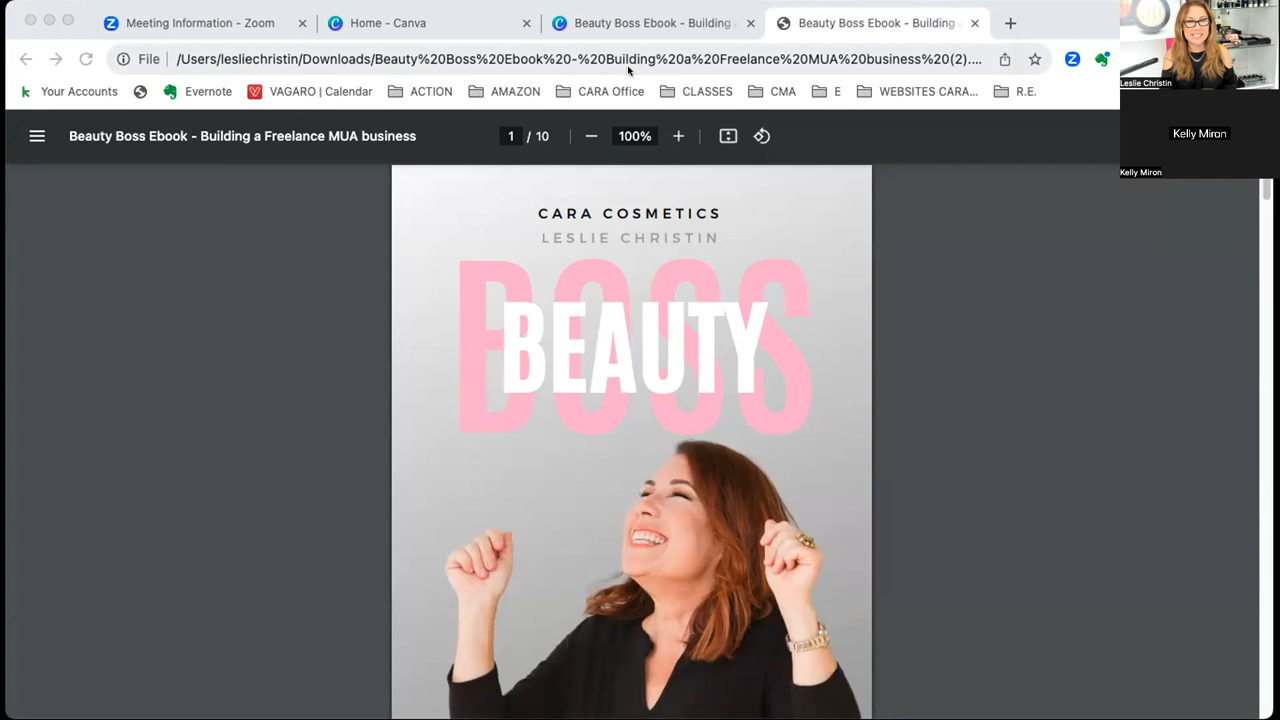 Meeting Information - Zoom
Home - Canva
Beauty Boss Ebook - Building
Beauty Boss Ebook - Building
File
/Users/lesliechristin/Downloads/Beauty%20Boss%20Ebook%20-%20Building%20a%20Freelance%20MUA%20business%20(2)....
Your Accounts
Evernote
VAGARO | Calendar
ACTION
AMAZON
CARA Office
CLASSES
CMA
E
WEBSITES CARA...
R.E.
Leslie Christin
Kelly Miron
Kelly Miron
Beauty Boss Ebook - Building a Freelance MUA business
1 / 10
100%
CARA COSMETICS
LESLIE CHRISTIN
BOSS
BEAUTY